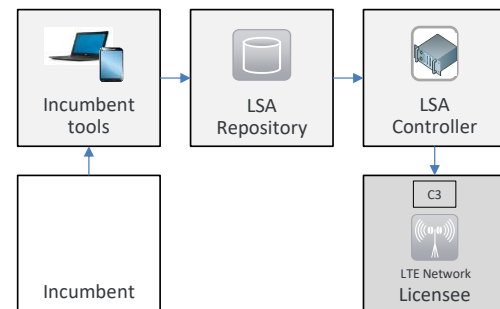 Incumbent
tools
LSA
Repository
LSA
Controller
Incumbent
C3
LTE Network
Licensee